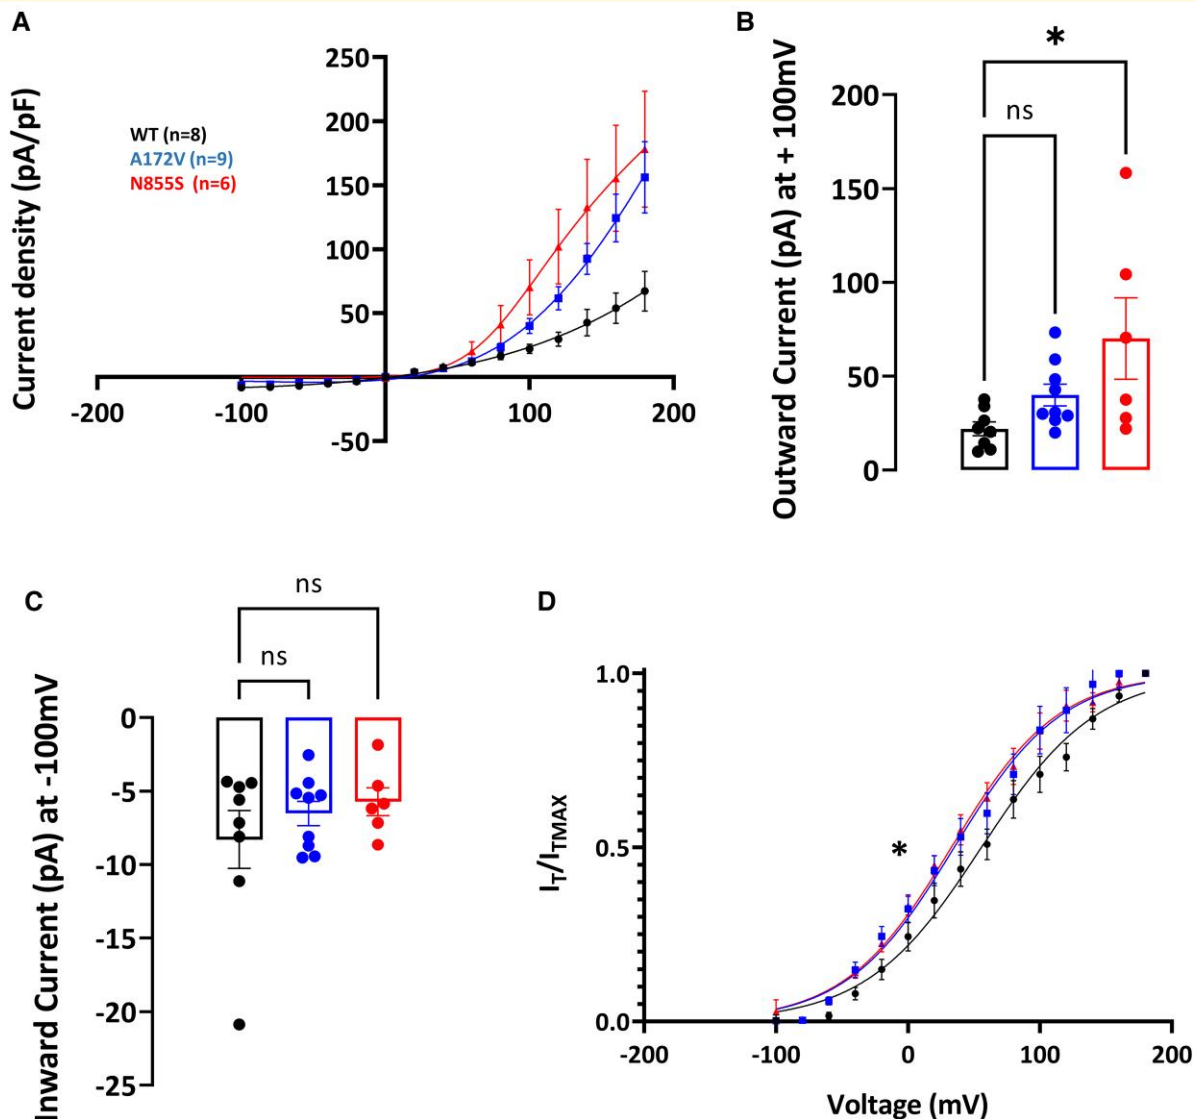 A
Current density (pA/pF)
250
200
150
100
50
-50
-200
-100
100
200
WT (n=8)
A172V (n=9)
N855S (n=6)
B
Outward Current (pA) at + 100mV
200
150
100
50
0
*
ns
C
Inward Current (pA) at -100mV
ns
ns
0
-5
-10
-15
-20
-25
D
I_T/I_TMAX
1.0
0.5
0.0
*
-200
-100
0
100
200
Voltage (mV)